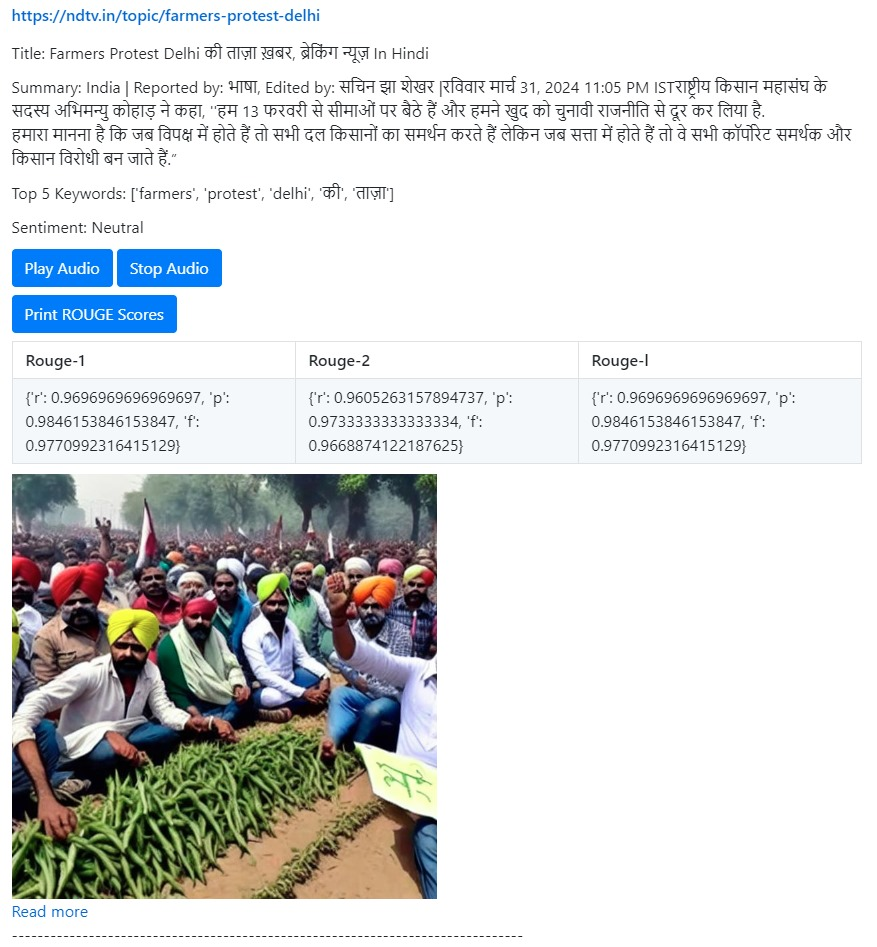 https://ndtv.in/topic/farmers-protest-delhi
Title: Farmers Protest Delhi की ताज़ा ख़बर, ब्रेकिंग न्यूज़ In Hindi
Summary: India | Reported by: भाषा, Edited by: सचिन झा शेखर |रविवार मार्च 31, 2024 11:05 PM ISTराष्ट्रीय किसान महासंघ के
सदस्य अभिमन्यु कोहाड़ ने कहा, ''हम 13 फरवरी से सीमाओं पर बैठे हैं और हमने खुद को चुनावी राजनीति से दूर कर लिया है.
हमारा मानना है कि जब विपक्ष में होते हैं तो सभी दल किसानों का समर्थन करते हैं लेकिन जब सत्ता में होते हैं तो वे सभी कॉर्पोरेट समर्थक और
किसान विरोधी बन जाते हैं.”
Top 5 Keywords: ['farmers', 'protest', 'delhi', 'की', 'ताज़ा']
Sentiment: Neutral
Play Audio Stop Audio
Print ROUGE Scores
Rouge-1 Rouge-2 Rouge-l
{'r': 0.9696969696969697, 'p': {'r': 0.9605263157894737, 'p': {'r': 0.9696969696969697, 'p':
0.9846153846153847, 'f': 0.9733333333333334, 'f': 0.9846153846153847, 'f':
0.9770992316415129} 0.9668874122187625} 0.9770992316415129}
Read more